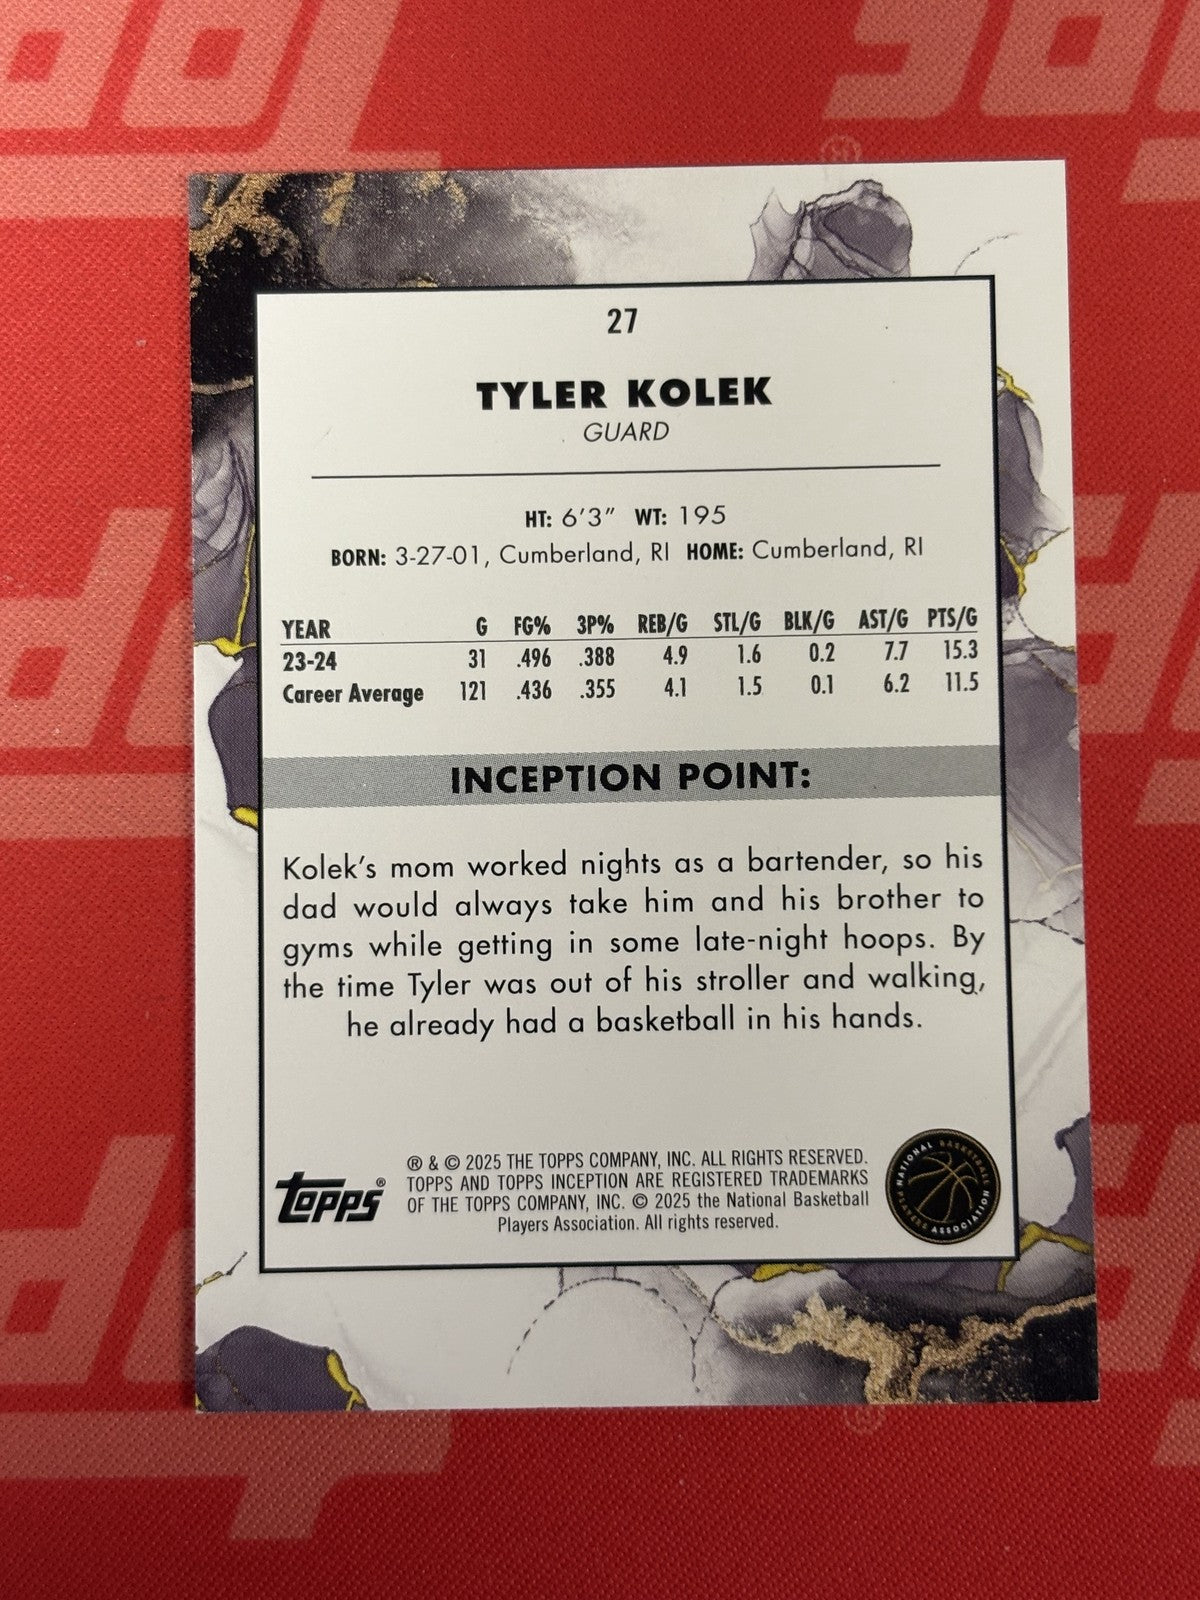 27
TYLER KOLEK
GUARD
HT: 6'3" WT: 195
BORN: 3-27-01, Cumberland, RI HOME: Cumberland, RI
YEAR G FG% 3P% REB/G STL/G BLK/G AST/G PTS/G
23-24 31 .496 .388 4.9 1.6 0.2 7.7 15.3
Career Average 121 .436 .355 4.1 1.5 0.1 6.2 11.5
INCEPTION POINT:
Kolek's mom worked nights as a bartender, so his
dad would always take him and his brother to
gyms while getting in some late-night hoops. By
the time Tyler was out of his stroller and walking,
he already had a basketball in his hands.
topps®
® & © 2025 THE TOPPS COMPANY, INC. ALL RIGHTS RESERVED.
TOPPS AND TOPPS INCEPTION ARE REGISTERED TRADEMARKS
OF THE TOPPS COMPANY, INC. © 2025 the National Basketball
Players Association. All rights reserved.
NATIONAL BASKETBALL
PLAYERS ASSOCIATION